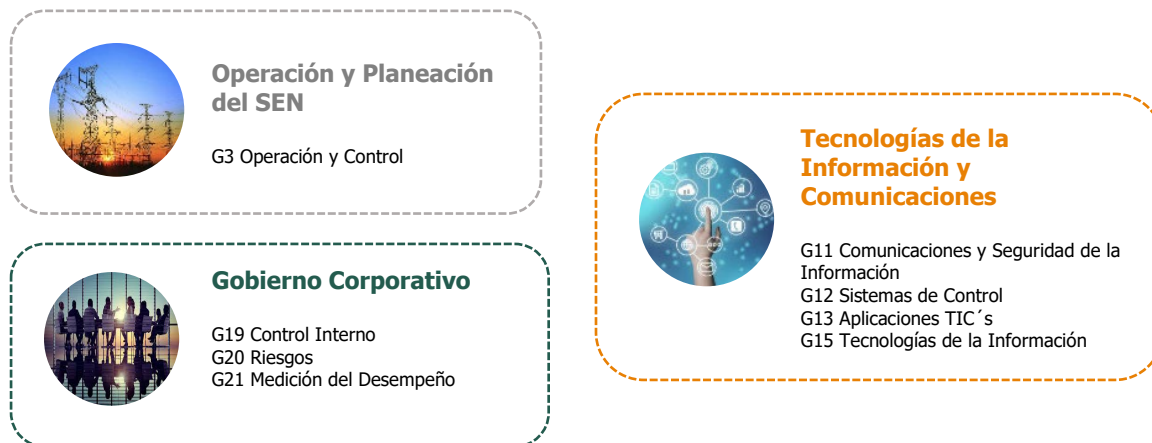 Operación y Planeación
del SEN
G3 Operación y Control
Gobierno Corporativo
G19 Control Interno
G20 Riesgos
G21 Medición del Desempeño
Tecnologías de la
Información y
Comunicaciones
G11 Comunicaciones y Seguridad de la
Información
G12 Sistemas de Control
G13 Aplicaciones TIC´s
G15 Tecnologías de la Información